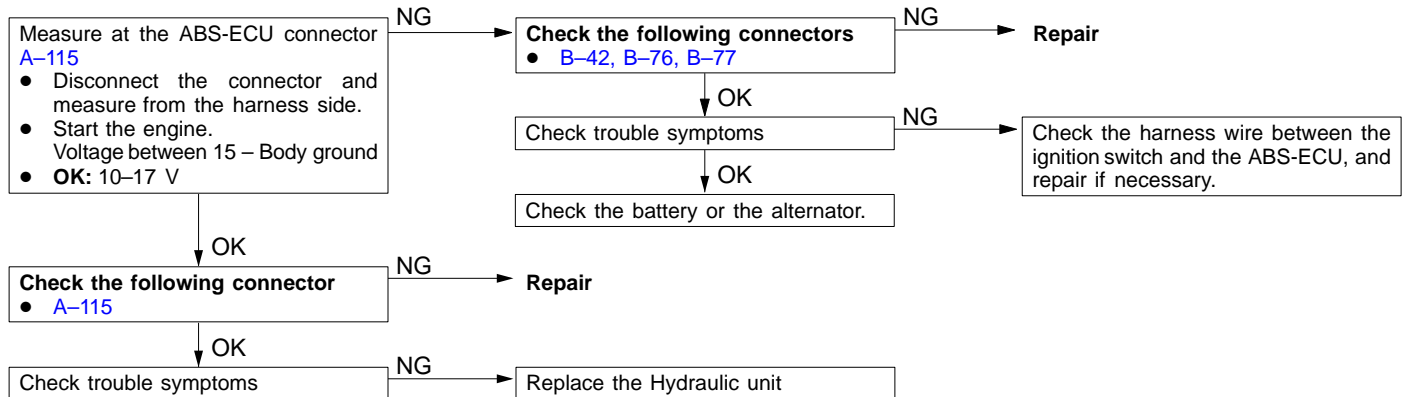 Measure at the ABS-ECU connector
A–115
● Disconnect the connector and
measure from the harness side.
● Start the engine.
Voltage between 15 – Body ground
● OK: 10–17 V
NG
Check the following connectors
● B–42, B–76, B–77
NG
Repair
OK
Check trouble symptoms
NG
Check the harness wire between the
ignition switch and the ABS-ECU, and
repair if necessary.
OK
Check the battery or the alternator.
OK
Check the following connector
● A–115
NG
Repair
OK
Check trouble symptoms
NG
Replace the Hydraulic unit